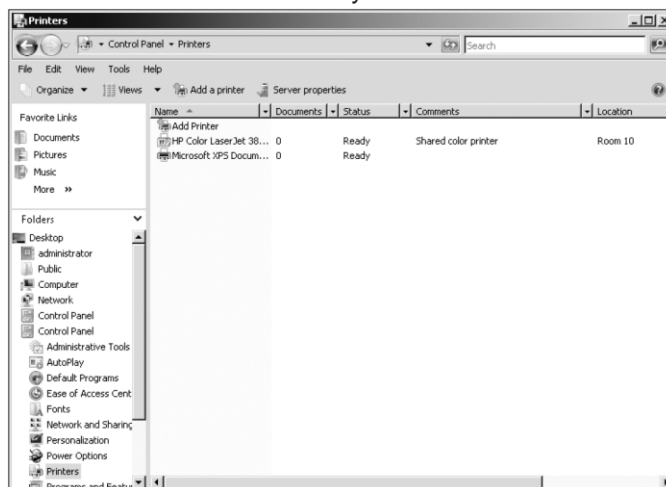 Printers
Control Panel Printers
Search
File Edit View Tools Help
Organize Views Add a printer Server properties
Favorite Links
Documents
Pictures
Music
More »
Folders
Desktop
administrator
Public
Computer
Network
Control Panel
Control Panel
Administrative Tools
AutoPlay
Default Programs
Ease of Access Cent
Fonts
Network and Sharing
Personalization
Power Options
Printers
Programs and Featu
Name Documents Status Comments Location
Add Printer
HP Color LaserJet 38... 0 Ready Shared color printer Room 10
Microsoft XPS Docum... 0 Ready